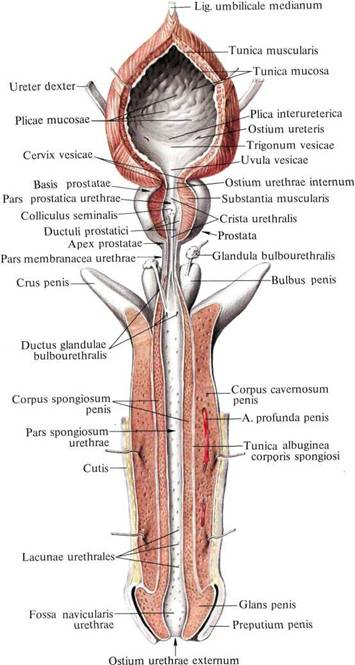 Lig. umbilicale medianum
Tunica muscularis
Tunica mucosa
Ureter dexter
Plica interureterica
Plicae mucosae
Ostium ureteris
Trigonum vesicae
Cervix vesicae
Uvula vesicae
Basis prostatae
Ostium urethrae internum
Pars prostatica urethrae
Substantia muscularis
Colliculus seminalis
Crista urethralis
Ductuli prostatici
Prostata
Apex prostatae
Pars membranacea urethrae
Glandula bulbourethralis
Crus penis
Bulbus penis
Ductus glandulae
bulbourethralis
Corpus cavernosum
penis
Corpus spongiosum
penis
A. profunda penis
Pars spongiosum
urethrae
Tunica albuginea
corporis spongiosi
Cutis
Lacunae urethrales
Fossa navicularis
urethrae
Glans penis
Preputium penis
Ostium urethrae externum